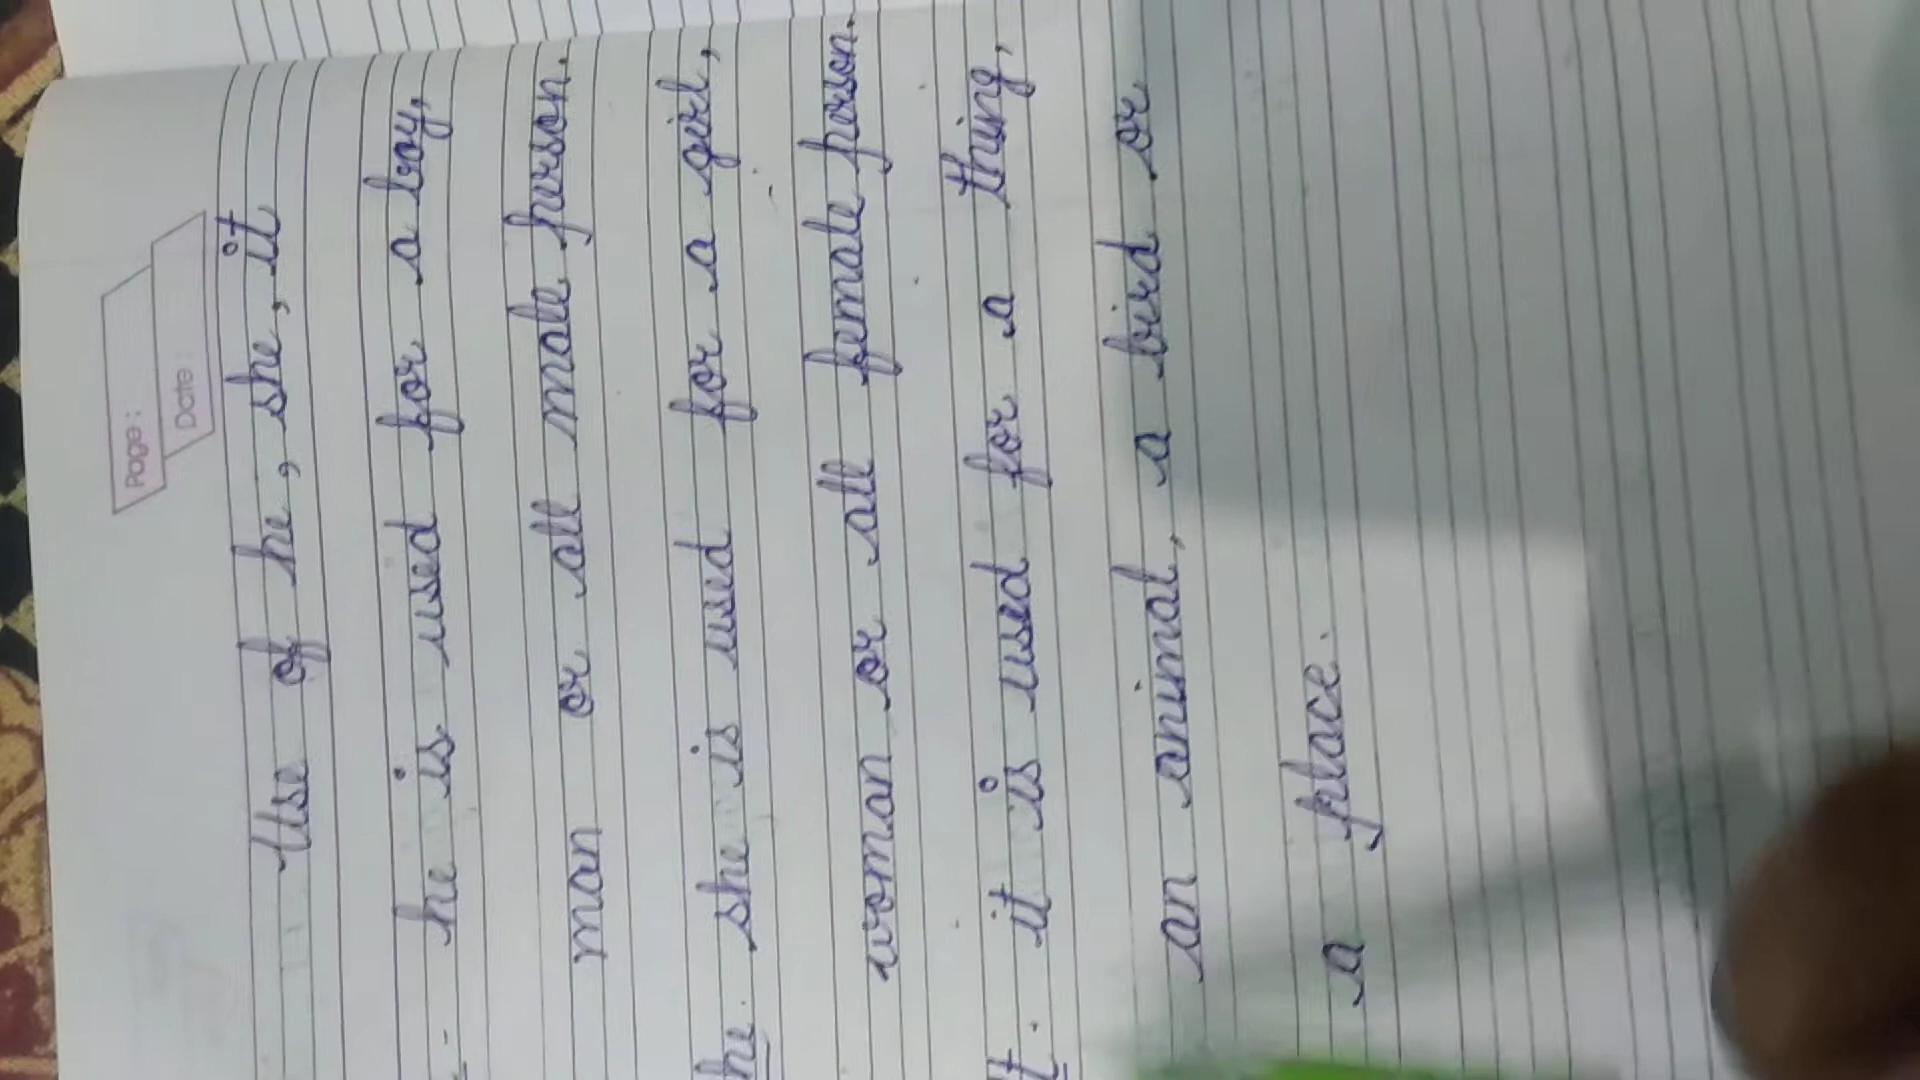 Page:
Date:
Use of he, she, it
- he is used for a boy,
man or all male person.
he. she is used for a girl,
woman or all female person.
t. it is used for a thing,
an animal, a bird or
a place.